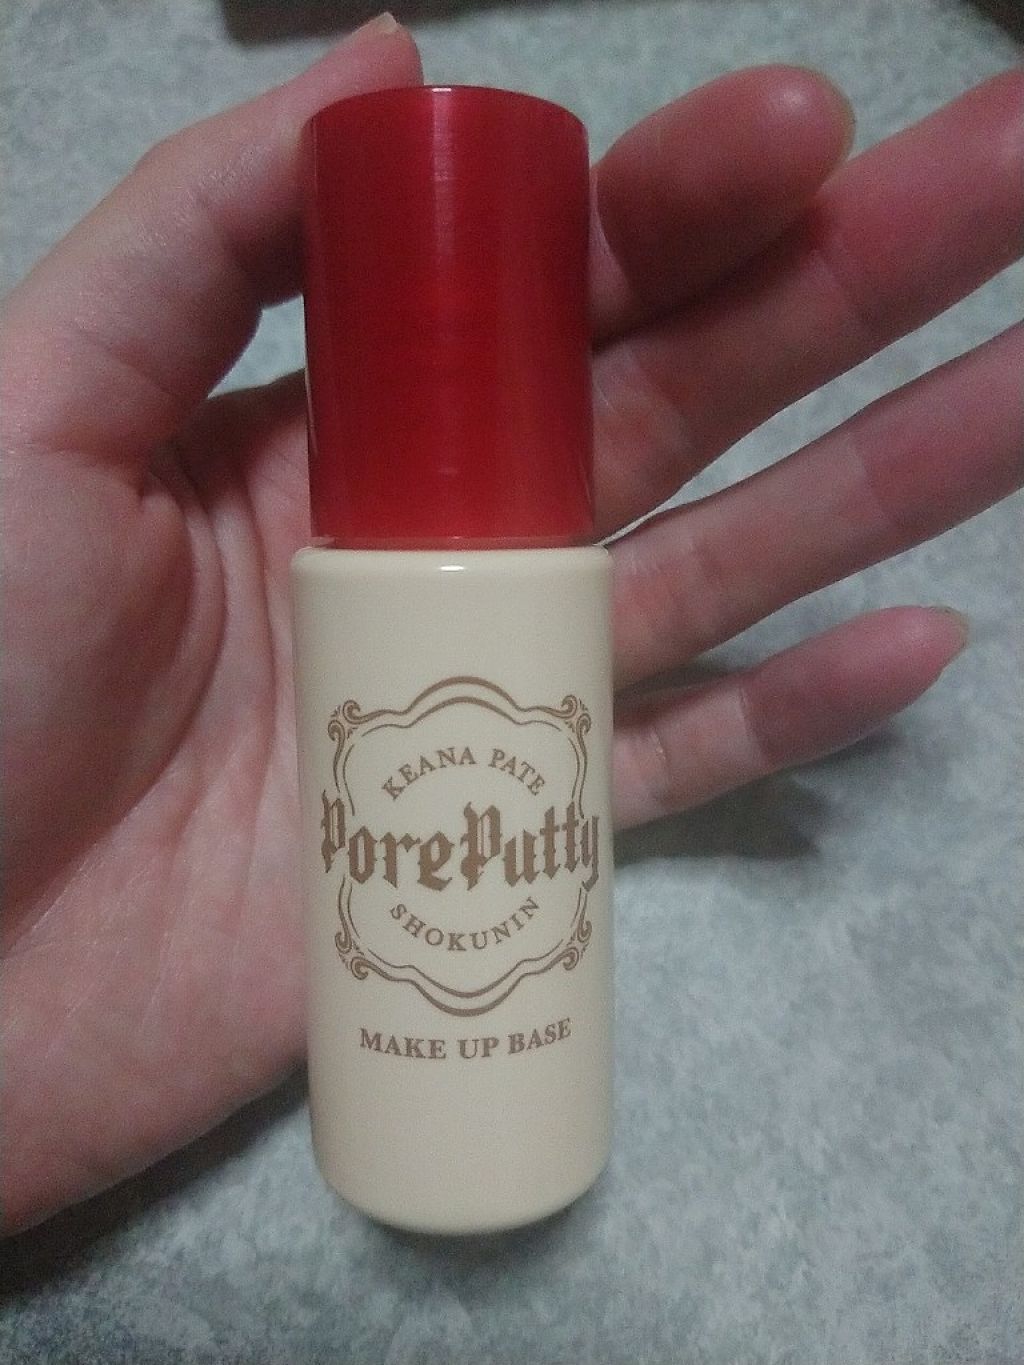 KEANA PATE
PorePutty
SHOKUNIN
MAKE UP BASE